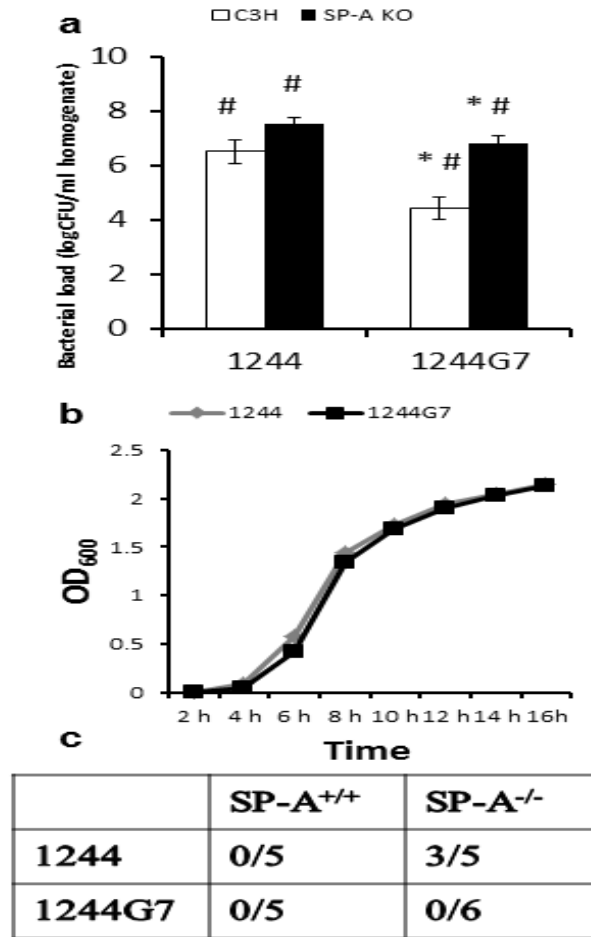 a
□ C3H ■ SP-A KO
Bacterial load (logCFU/ml homogenate)
10
8
6
4
2
0
#
#
* #
* #
1244
1244G7
b
1244
1244G7
OD600
2.5
2
1.5
1
0.5
0
2 h 4 h 6 h 8 h 10 h 12 h 14 h 16h
Time
c
SP-A+/+ SP-A-/-
1244 0/5 3/5
1244G7 0/5 0/6